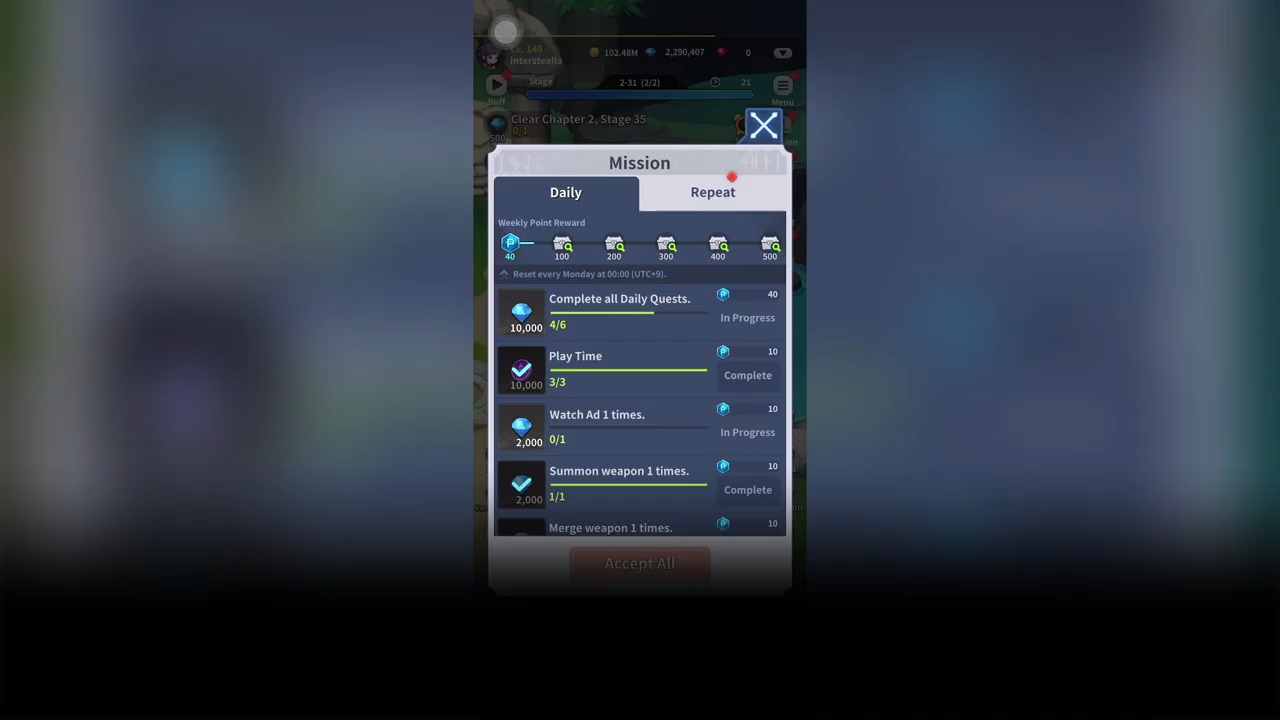 Lv. 140
102.48M
2,290,407
0
Interstealla
Stage
2-31 (2/2)
21
Buff
Menu
Clear Chapter 2, Stage 35
0/1
500
Mission
Daily
Repeat
Weekly Point Reward
P
40
100
200
300
400
500
Reset every Monday at 00:00 (UTC+9).
Complete all Daily Quests.
P
40
10,000
4/6
In Progress
Play Time
P
10
10,000
3/3
Complete
Watch Ad 1 times.
P
10
2,000
0/1
In Progress
Summon weapon 1 times.
P
10
2,000
1/1
Complete
Merge weapon 1 times.
P
10
Accept All